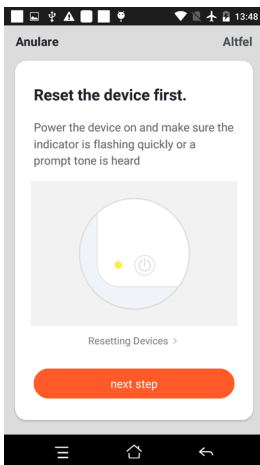 13:48
Anulare
Altfel
Reset the device first.
Power the device on and make sure the
indicator is flashing quickly or a
prompt tone is heard
Resetting Devices >
next step